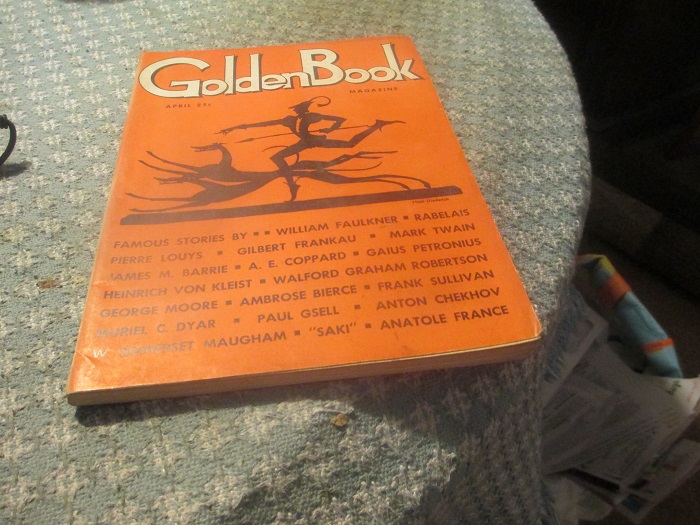 GoldenBook
APRIL 25c MAGAZINE
FAMOUS STORIES BY ▪ ▪ WILLIAM FAULKNER ▪ RABELAIS
PIERRE LOUYS ▪ GILBERT FRANKAU ▪ MARK TWAIN
JAMES M. BARRIE ▪ A. E. COPPARD ▪ GAIUS PETRONIUS
HEINRICH VON KLEIST ▪ WALFORD GRAHAM ROBERTSON
GEORGE MOORE ▪ AMBROSE BIERCE ▪ FRANK SULLIVAN
MURIEL C. DYAR ▪ PAUL GSELL ▪ ANTON CHEKHOV
W SOMERSET MAUGHAM ▪ "SAKI" ▪ ANATOLE FRANCE